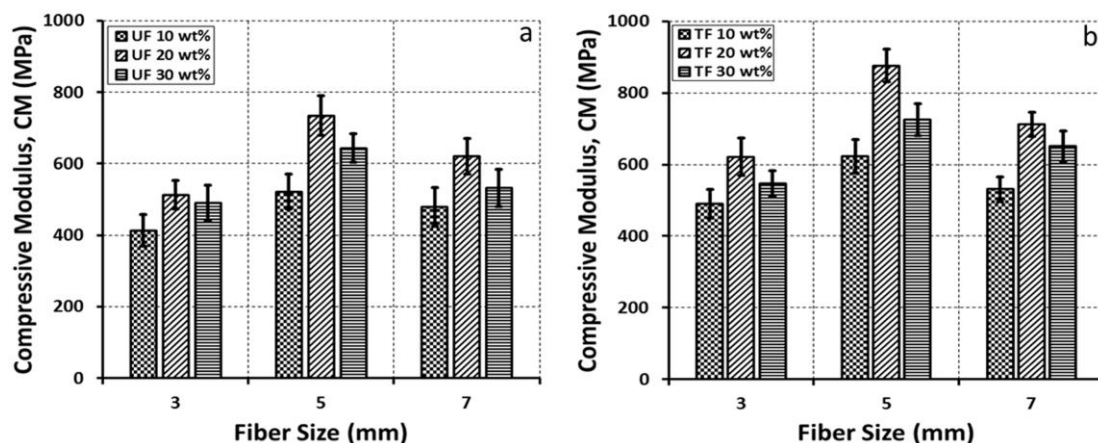 a
UF 10 wt%
UF 20 wt%
UF 30 wt%
Compressive Modulus, CM (MPa)
1000
800
600
400
200
0
3 5 7
Fiber Size (mm)
b
TF 10 wt%
TF 20 wt%
TF 30 wt%
Compressive Modulus, CM (MPa)
1000
800
600
400
200
0
3 5 7
Fiber Size (mm)